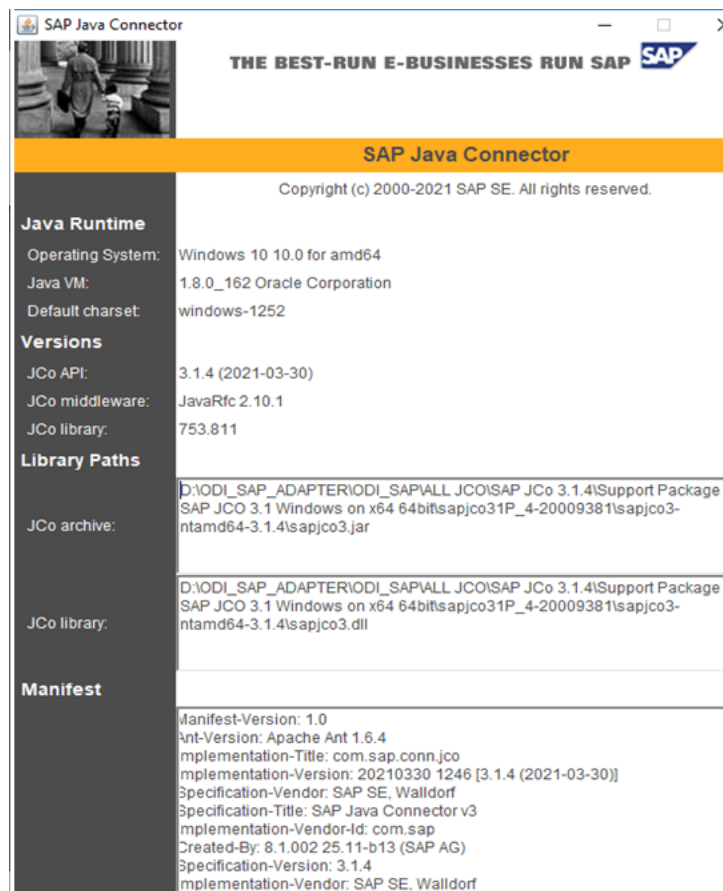 SAP Java Connector
THE BEST-RUN E-BUSINESSES RUN SAP SAP
SAP Java Connector
Copyright (c) 2000-2021 SAP SE. All rights reserved.
Java Runtime
Operating System: Windows 10 10.0 for amd64
Java VM: 1.8.0_162 Oracle Corporation
Default charset: windows-1252
Versions
JCo API: 3.1.4 (2021-03-30)
JCo middleware: JavaRfc 2.10.1
JCo library: 753.811
Library Paths
JCo archive:
D:\ODI_SAP_ADAPTER\ODI_SAP\ALL JCO\SAP JCo 3.1.4\Support Package
SAP JCO 3.1 Windows on x64 64bit\sapjco31P_4-20009381\sapjco3-
ntamd64-3.1.4\sapjco3.jar
JCo library:
D:\ODI_SAP_ADAPTER\ODI_SAP\ALL JCO\SAP JCo 3.1.4\Support Package
SAP JCO 3.1 Windows on x64 64bit\sapjco31P_4-20009381\sapjco3-
ntamd64-3.1.4\sapjco3.dll
Manifest
Manifest-Version: 1.0
Ant-Version: Apache Ant 1.6.4
Implementation-Title: com.sap.conn.jco
Implementation-Version: 20210330 1246 [3.1.4 (2021-03-30)]
Specification-Vendor: SAP SE, Walldorf
Specification-Title: SAP Java Connector v3
Implementation-Vendor-Id: com.sap
Created-By: 8.1.002 25.11-b13 (SAP AG)
Specification-Version: 3.1.4
Implementation-Vendor: SAP SE, Walldorf